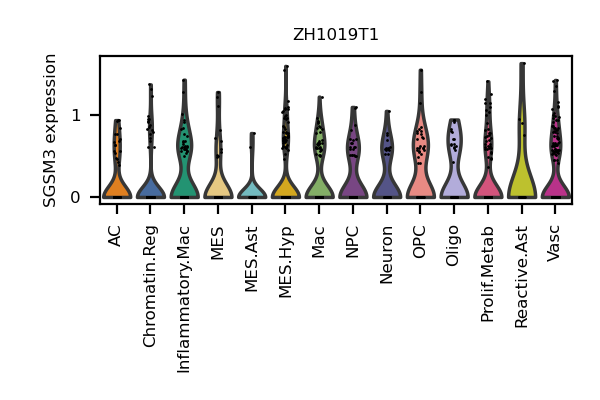 ZH1019T1
SGSM3 expression
1
0
AC
Chromatin.Reg
Inflammatory.Mac
MES
MES.Ast
MES.Hyp
Mac
NPC
Neuron
OPC
Oligo
Prolif.Metab
Reactive.Ast
Vasc